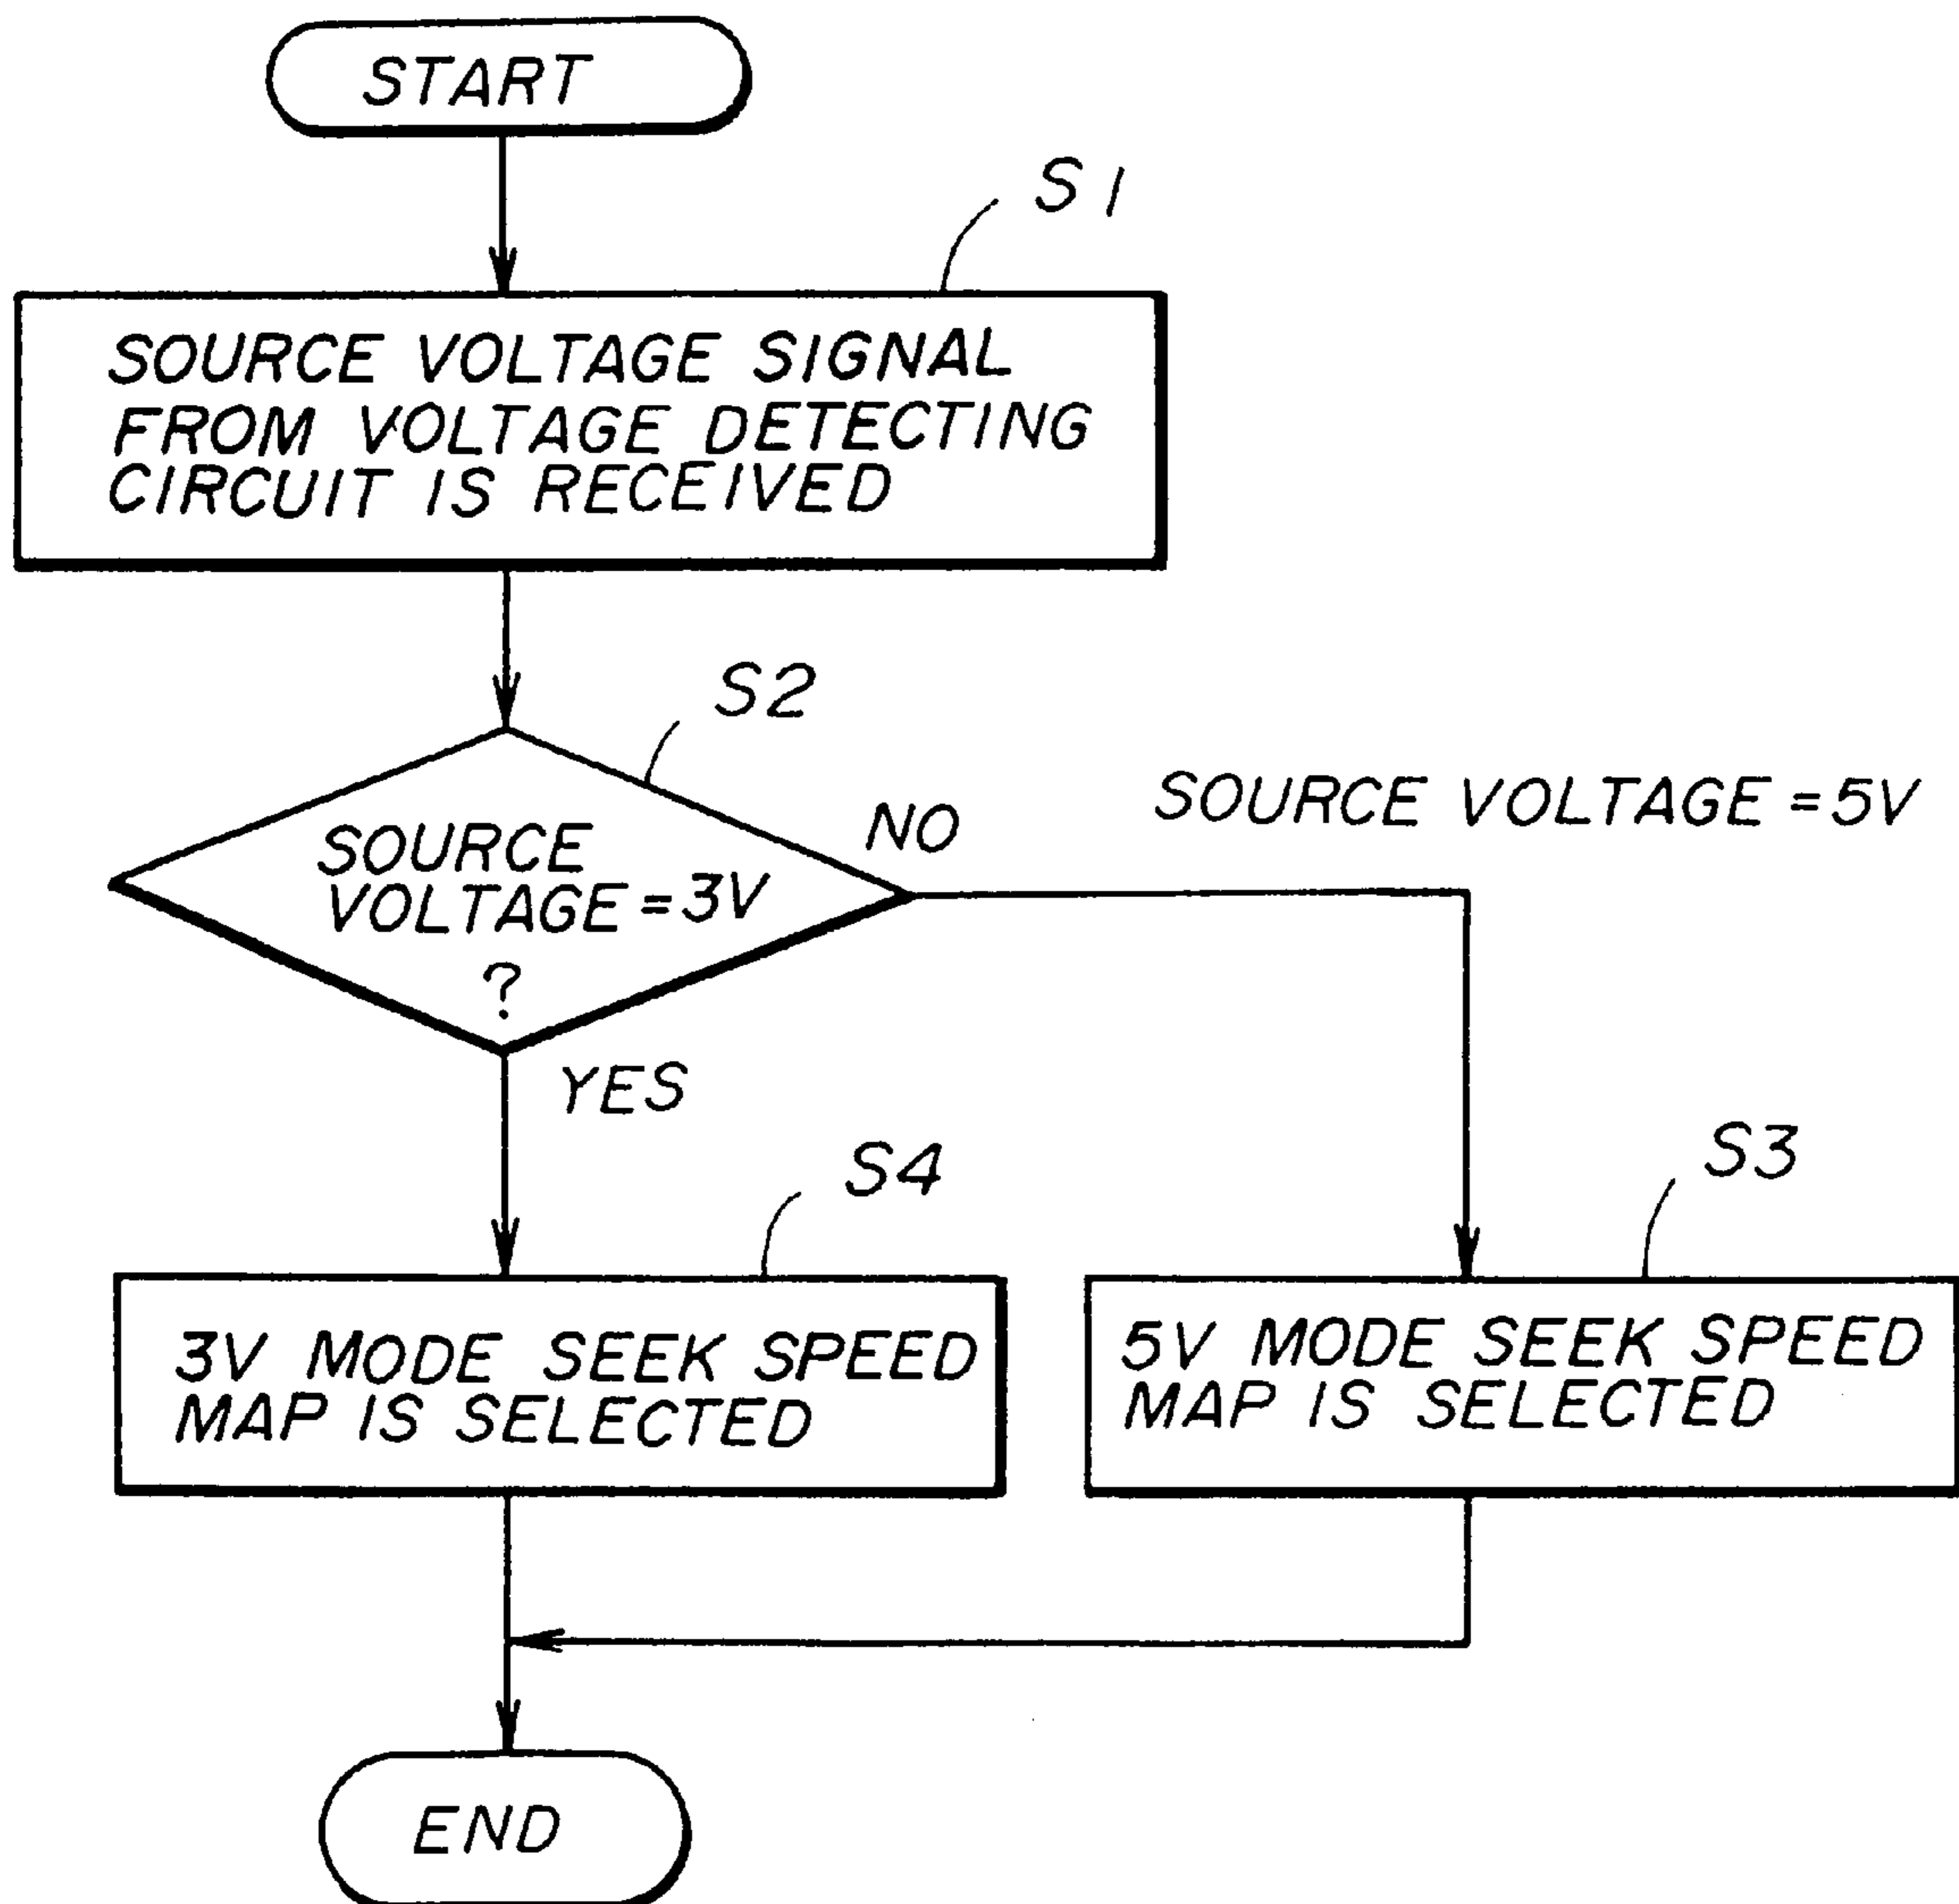 START
S1
SOURCE VOLTAGE SIGNAL
FROM VOLTAGE DETECTING
CIRCUIT IS RECEIVED
S2
SOURCE
VOLTAGE=3V
?
NO
SOURCE VOLTAGE=5V
YES
S4
3V MODE SEEK SPEED
MAP IS SELECTED
S3
5V MODE SEEK SPEED
MAP IS SELECTED
END